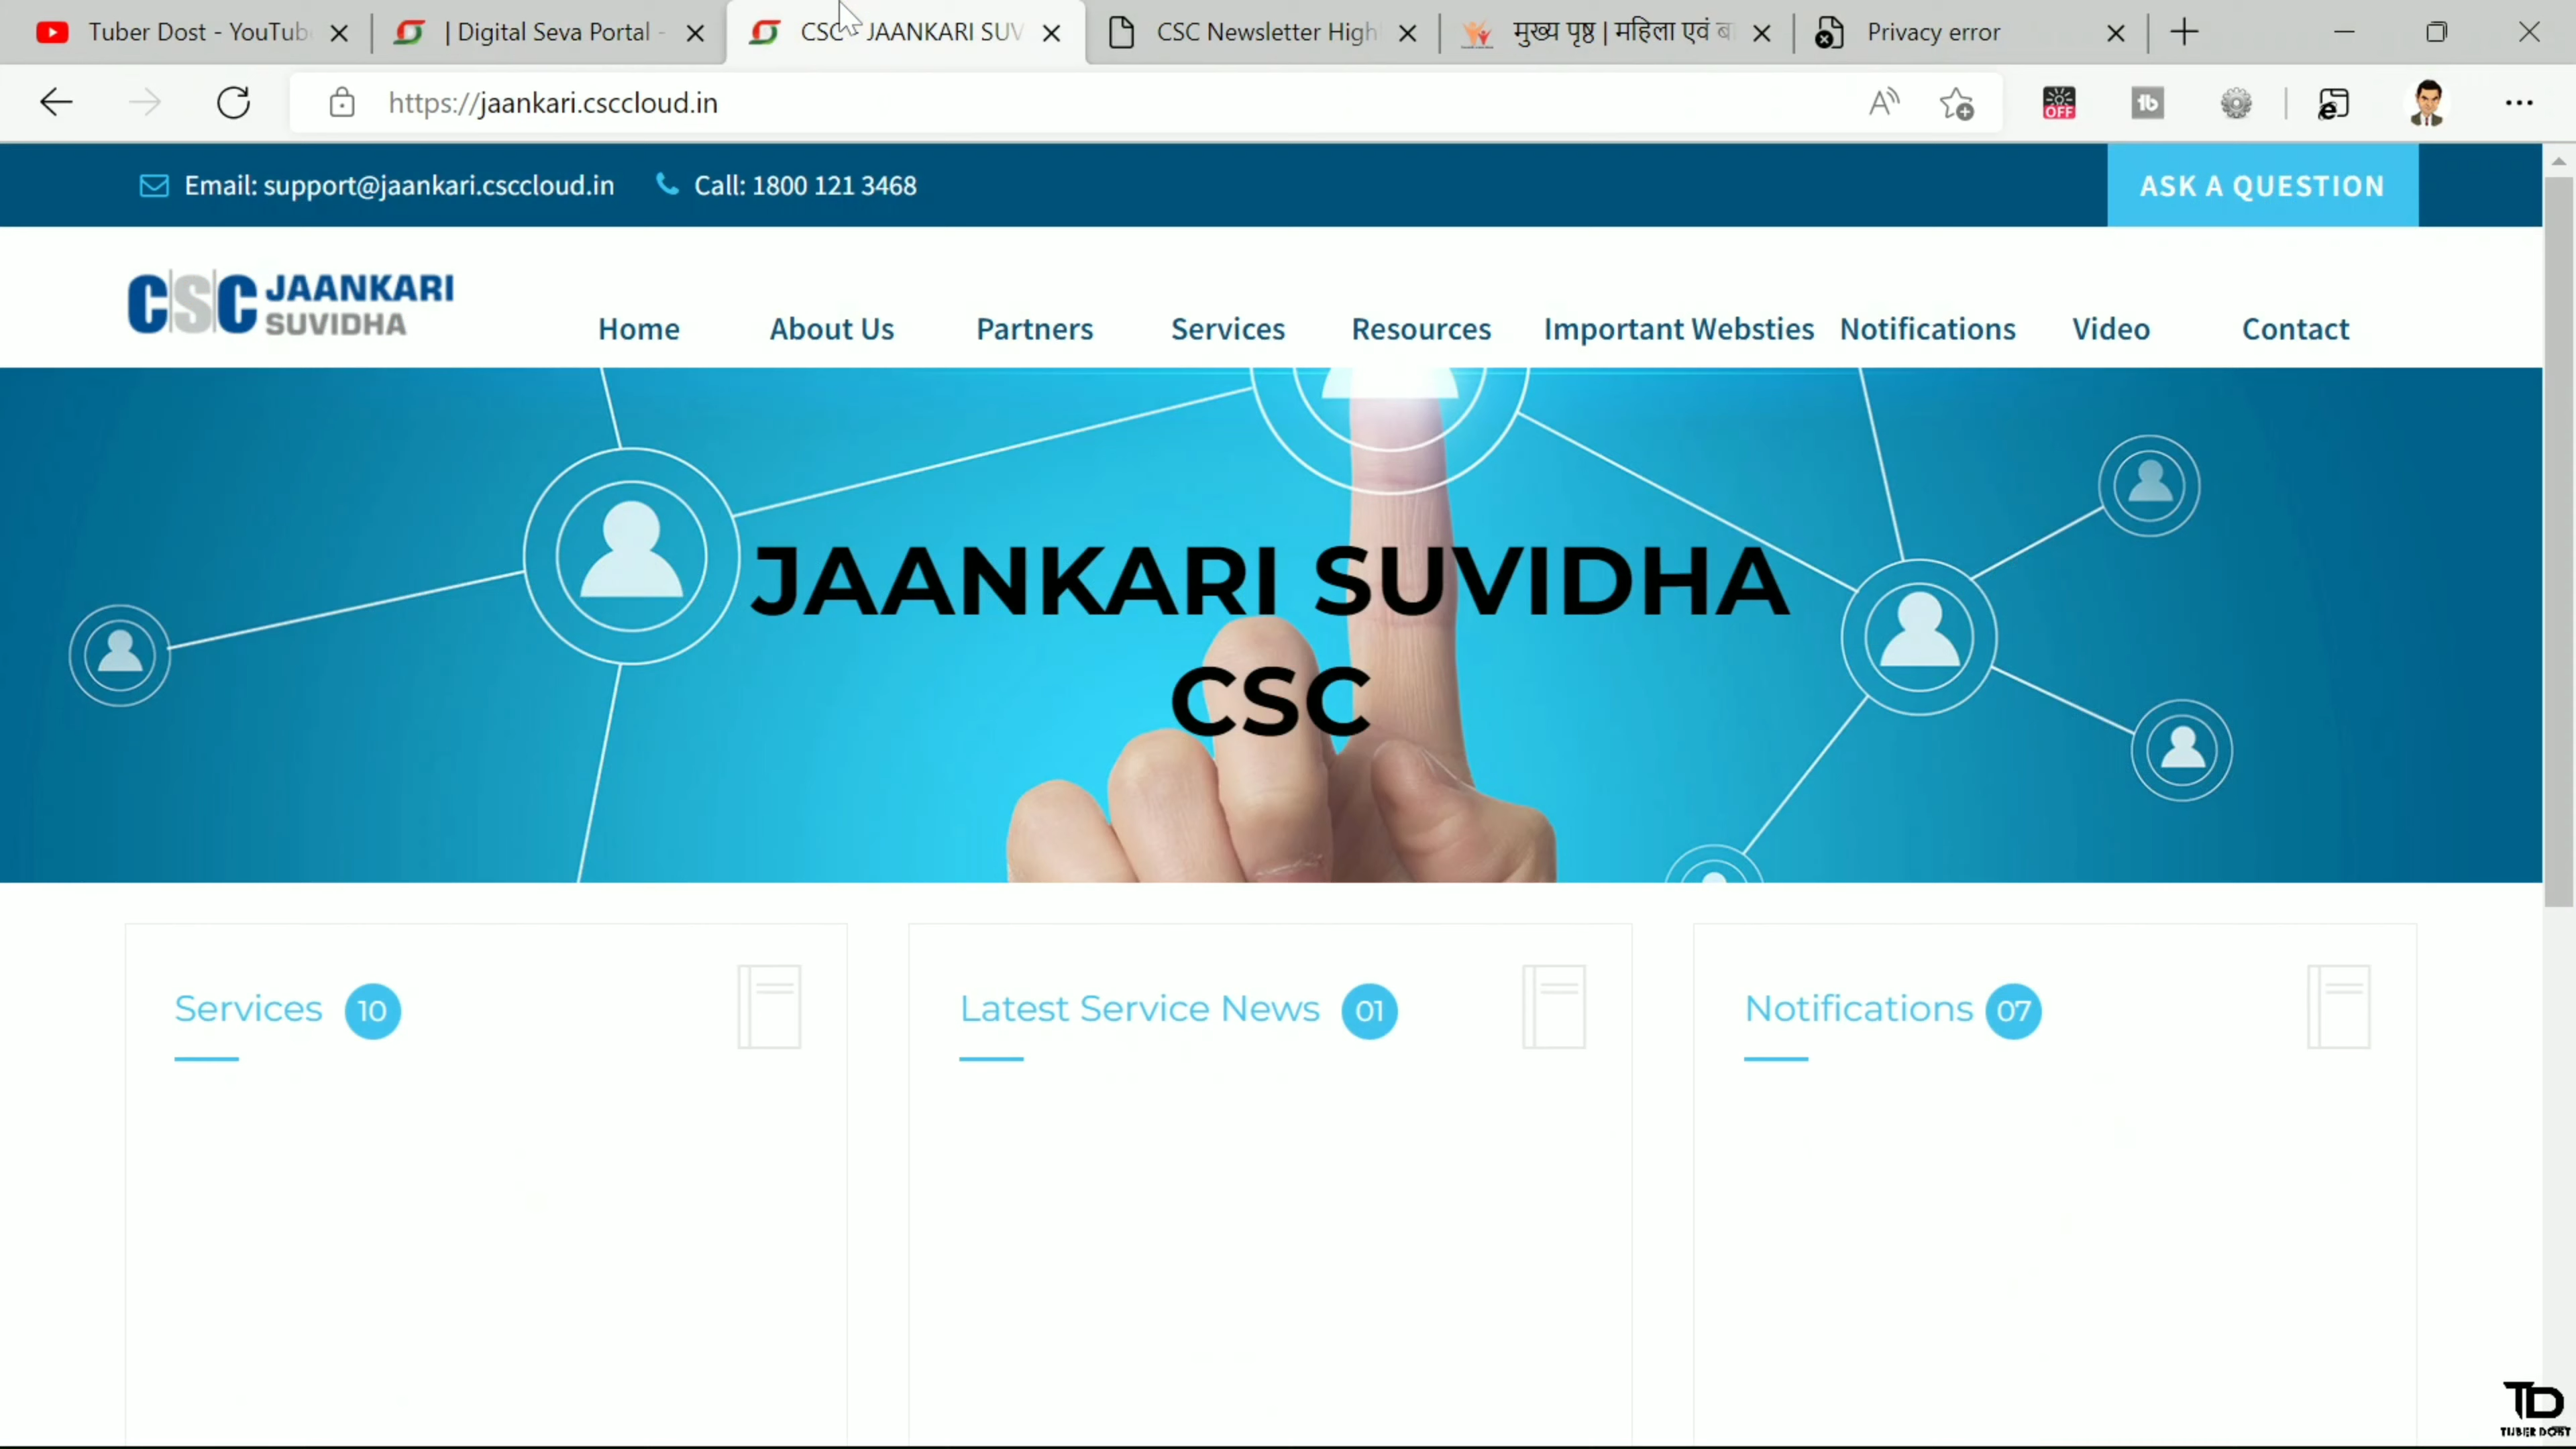 Tuber Dost - YouTub | Digital Seva Portal - CSC - JAANKARI SUV CSC Newsletter High मुख्य पृष्ठ | महिला एवं ब Privacy error
https://jaankari.csccloud.in OFF
Email: support@jaankari.csccloud.in Call: 1800 121 3468 ASK A QUESTION
CSC JAANKARI
SUVIDHA
Home About Us Partners Services Resources Important Websties Notifications Video Contact
JAANKARI SUVIDHA
CSC
Services 10 Latest Service News 01 Notifications 07
TD
TUBER DOST